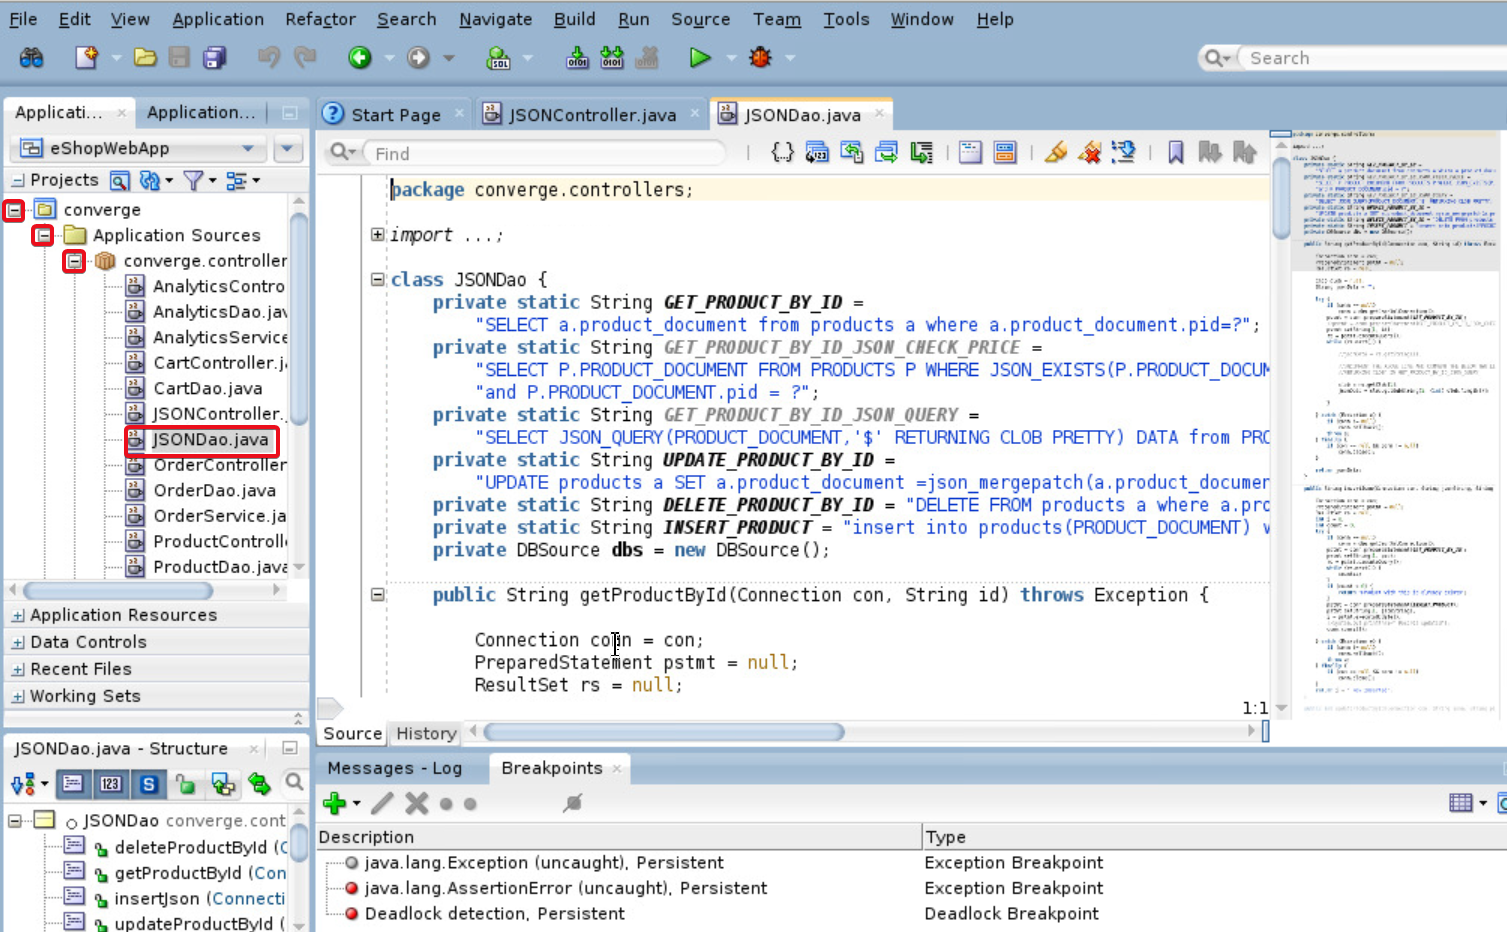 File Edit View Application Refactor Search Navigate Build Run Source Team Tools Window Help
Search
Applicati...
Application...
Start Page
JSONController.java
JSONDao.java
eShopWebApp
Find
Projects
converge
Application Sources
converge.controller
AnalyticsContro
AnalyticsDao.jav
AnalyticsService
CartController.j
CartDao.java
JSONController.
JSONDao.java
OrderController
OrderDao.java
OrderService.ja
ProductControll
ProductDao.java
Application Resources
Data Controls
Recent Files
Working Sets
package converge.controllers;
import ...;
class JSONDao {
private static String GET_PRODUCT_BY_ID =
"SELECT a.product_document from products a where a.product_document.pid=?";
private static String GET_PRODUCT_BY_ID_JSON_CHECK_PRICE =
"SELECT P.PRODUCT_DOCUMENT FROM PRODUCTS P WHERE JSON_EXISTS(P.PRODUCT_DOCUM
"and P.PRODUCT_DOCUMENT.pid = ?";
private static String GET_PRODUCT_BY_ID_JSON_QUERY =
"SELECT JSON_QUERY(PRODUCT_DOCUMENT,'$' RETURNING CLOB PRETTY) DATA from PRO
private static String UPDATE_PRODUCT_BY_ID =
"UPDATE products a SET a.product_document =json_mergepatch(a.product_documen
private static String DELETE_PRODUCT_BY_ID = "DELETE FROM products a where a.pro
private static String INSERT_PRODUCT = "insert into products(PRODUCT_DOCUMENT) v
private DBSource dbs = new DBSource();
public String getProductById(Connection con, String id) throws Exception {
Connection conn = con;
PreparedStatement pstmt = null;
ResultSet rs = null;
1:1
Source History
JSONDao.java - Structure
JSONDao converge.cont
deleteProductById (C
getProductById (Con
insertJson (Connecti
updateProductById (
Messages - Log
Breakpoints
Description Type
java.lang.Exception (uncaught), Persistent Exception Breakpoint
java.lang.AssertionError (uncaught), Persistent Exception Breakpoint
Deadlock detection, Persistent Deadlock Breakpoint